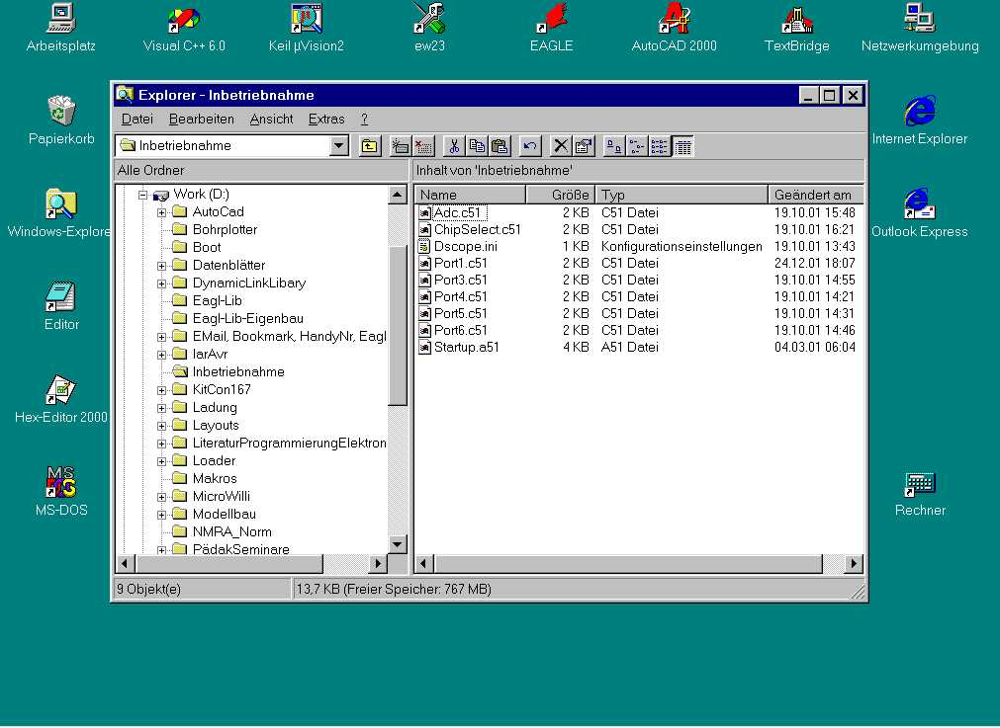 Arbeitsplatz
Visual C++ 6.0
Keil µVision2
ew23
EAGLE
AutoCAD 2000
TextBridge
Netzwerkumgebung
Papierkorb
Windows-Explore
Editor
Hex-Editor 2000
MS-DOS
Explorer - Inbetriebnahme
Datei Bearbeiten Ansicht Extras ?
Inbetriebnahme
Alle Ordner
Inhalt von 'Inbetriebnahme'
Work (D:)
AutoCad
Bohrplotter
Boot
Datenblätter
DynamicLinkLibary
Eagl-Lib
Eagl-Lib-Eigenbau
EMail, Bookmark, HandyNr, Eagl
IarAvr
Inbetriebnahme
KitCon167
Ladung
Layouts
LiteraturProgrammierungElektron
Loader
Makros
MicroWilli
Modellbau
NMRA_Norm
PädakSeminare
Name Größe Typ Geändert am
Adc.c51 2 KB C51 Datei 19.10.01 15:48
ChipSelect.c51 2 KB C51 Datei 19.10.01 16:21
Dscope.ini 1 KB Konfigurationseinstellungen 19.10.01 13:43
Port1.c51 2 KB C51 Datei 24.12.01 18:07
Port3.c51 2 KB C51 Datei 19.10.01 14:55
Port4.c51 2 KB C51 Datei 19.10.01 14:21
Port5.c51 2 KB C51 Datei 19.10.01 14:31
Port6.c51 2 KB C51 Datei 19.10.01 14:46
Startup.a51 4 KB A51 Datei 04.03.01 06:04
9 Objekt(e)
13,7 KB (Freier Speicher: 767 MB)
Internet Explorer
Outlook Express
Rechner